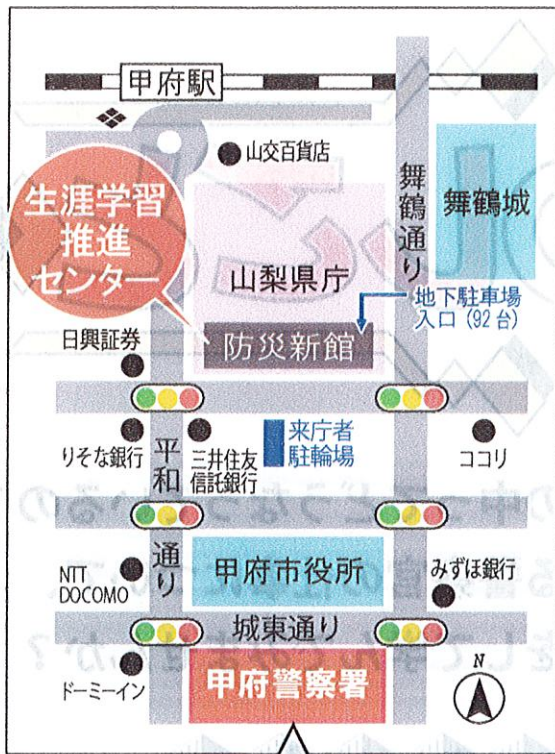 甲府駅
山交百貨店
生涯学習
推進
センター
舞鶴通り
舞鶴城
山梨県庁
地下駐車場
入口(92台)
防災新館
日興証券
りそな銀行
平和通り
三井住友
信託銀行
来庁者
駐輪場
ココリ
NTT
DOCOMO
甲府市役所
みずほ銀行
城東通り
ドーミーイン
甲府警察署
N